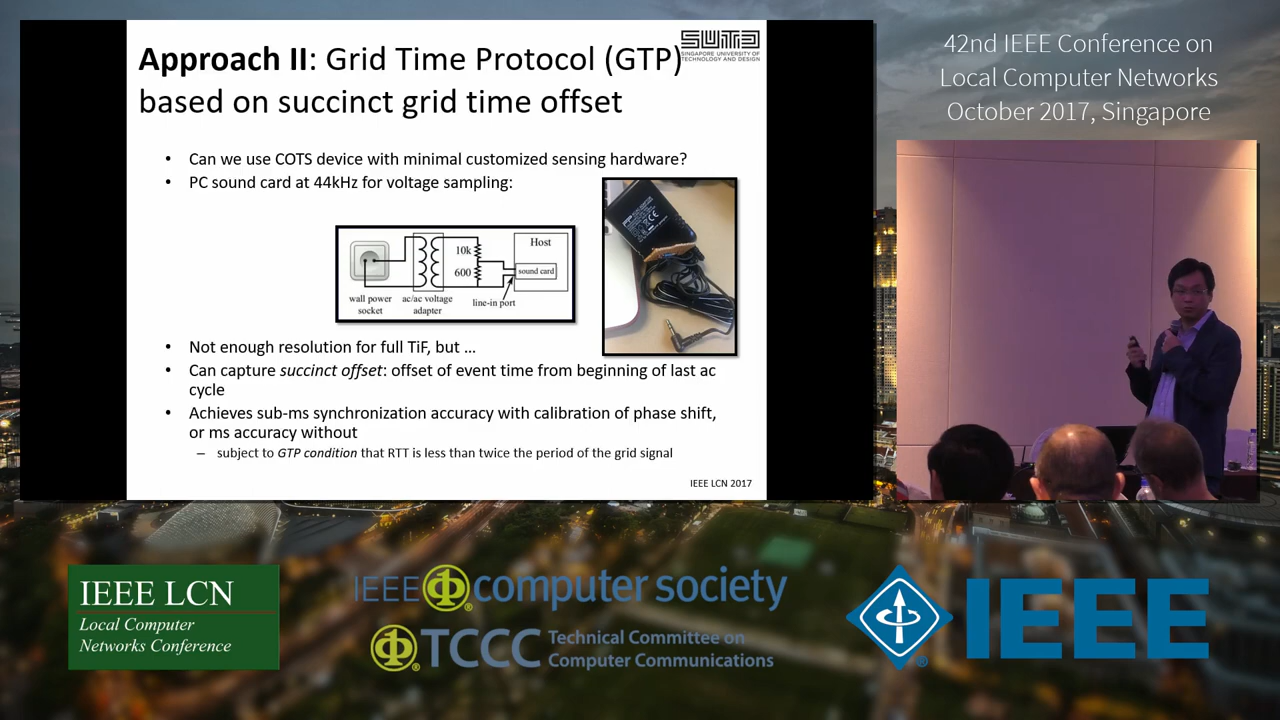 Approach II: Grid Time Protocol (GTP)
based on succinct grid time offset
SUTD
SINGAPORE UNIVERSITY OF
TECHNOLOGY AND DESIGN
• Can we use COTS device with minimal customized sensing hardware?
• PC sound card at 44kHz for voltage sampling:
10k
600
Host
sound card
wall power
socket
ac/ac voltage
adapter
line-in port
• Not enough resolution for full TiF, but ...
• Can capture succinct offset: offset of event time from beginning of last ac
cycle
• Achieves sub-ms synchronization accuracy with calibration of phase shift,
or ms accuracy without
– subject to GTP condition that RTT is less than twice the period of the grid signal
IEEE LCN 2017
42nd IEEE Conference on
Local Computer Networks
October 2017, Singapore
IEEE LCN
Local Computer
Networks Conference
IEEE computer society
TCCC Technical Committee on
Computer Communications
IEEE